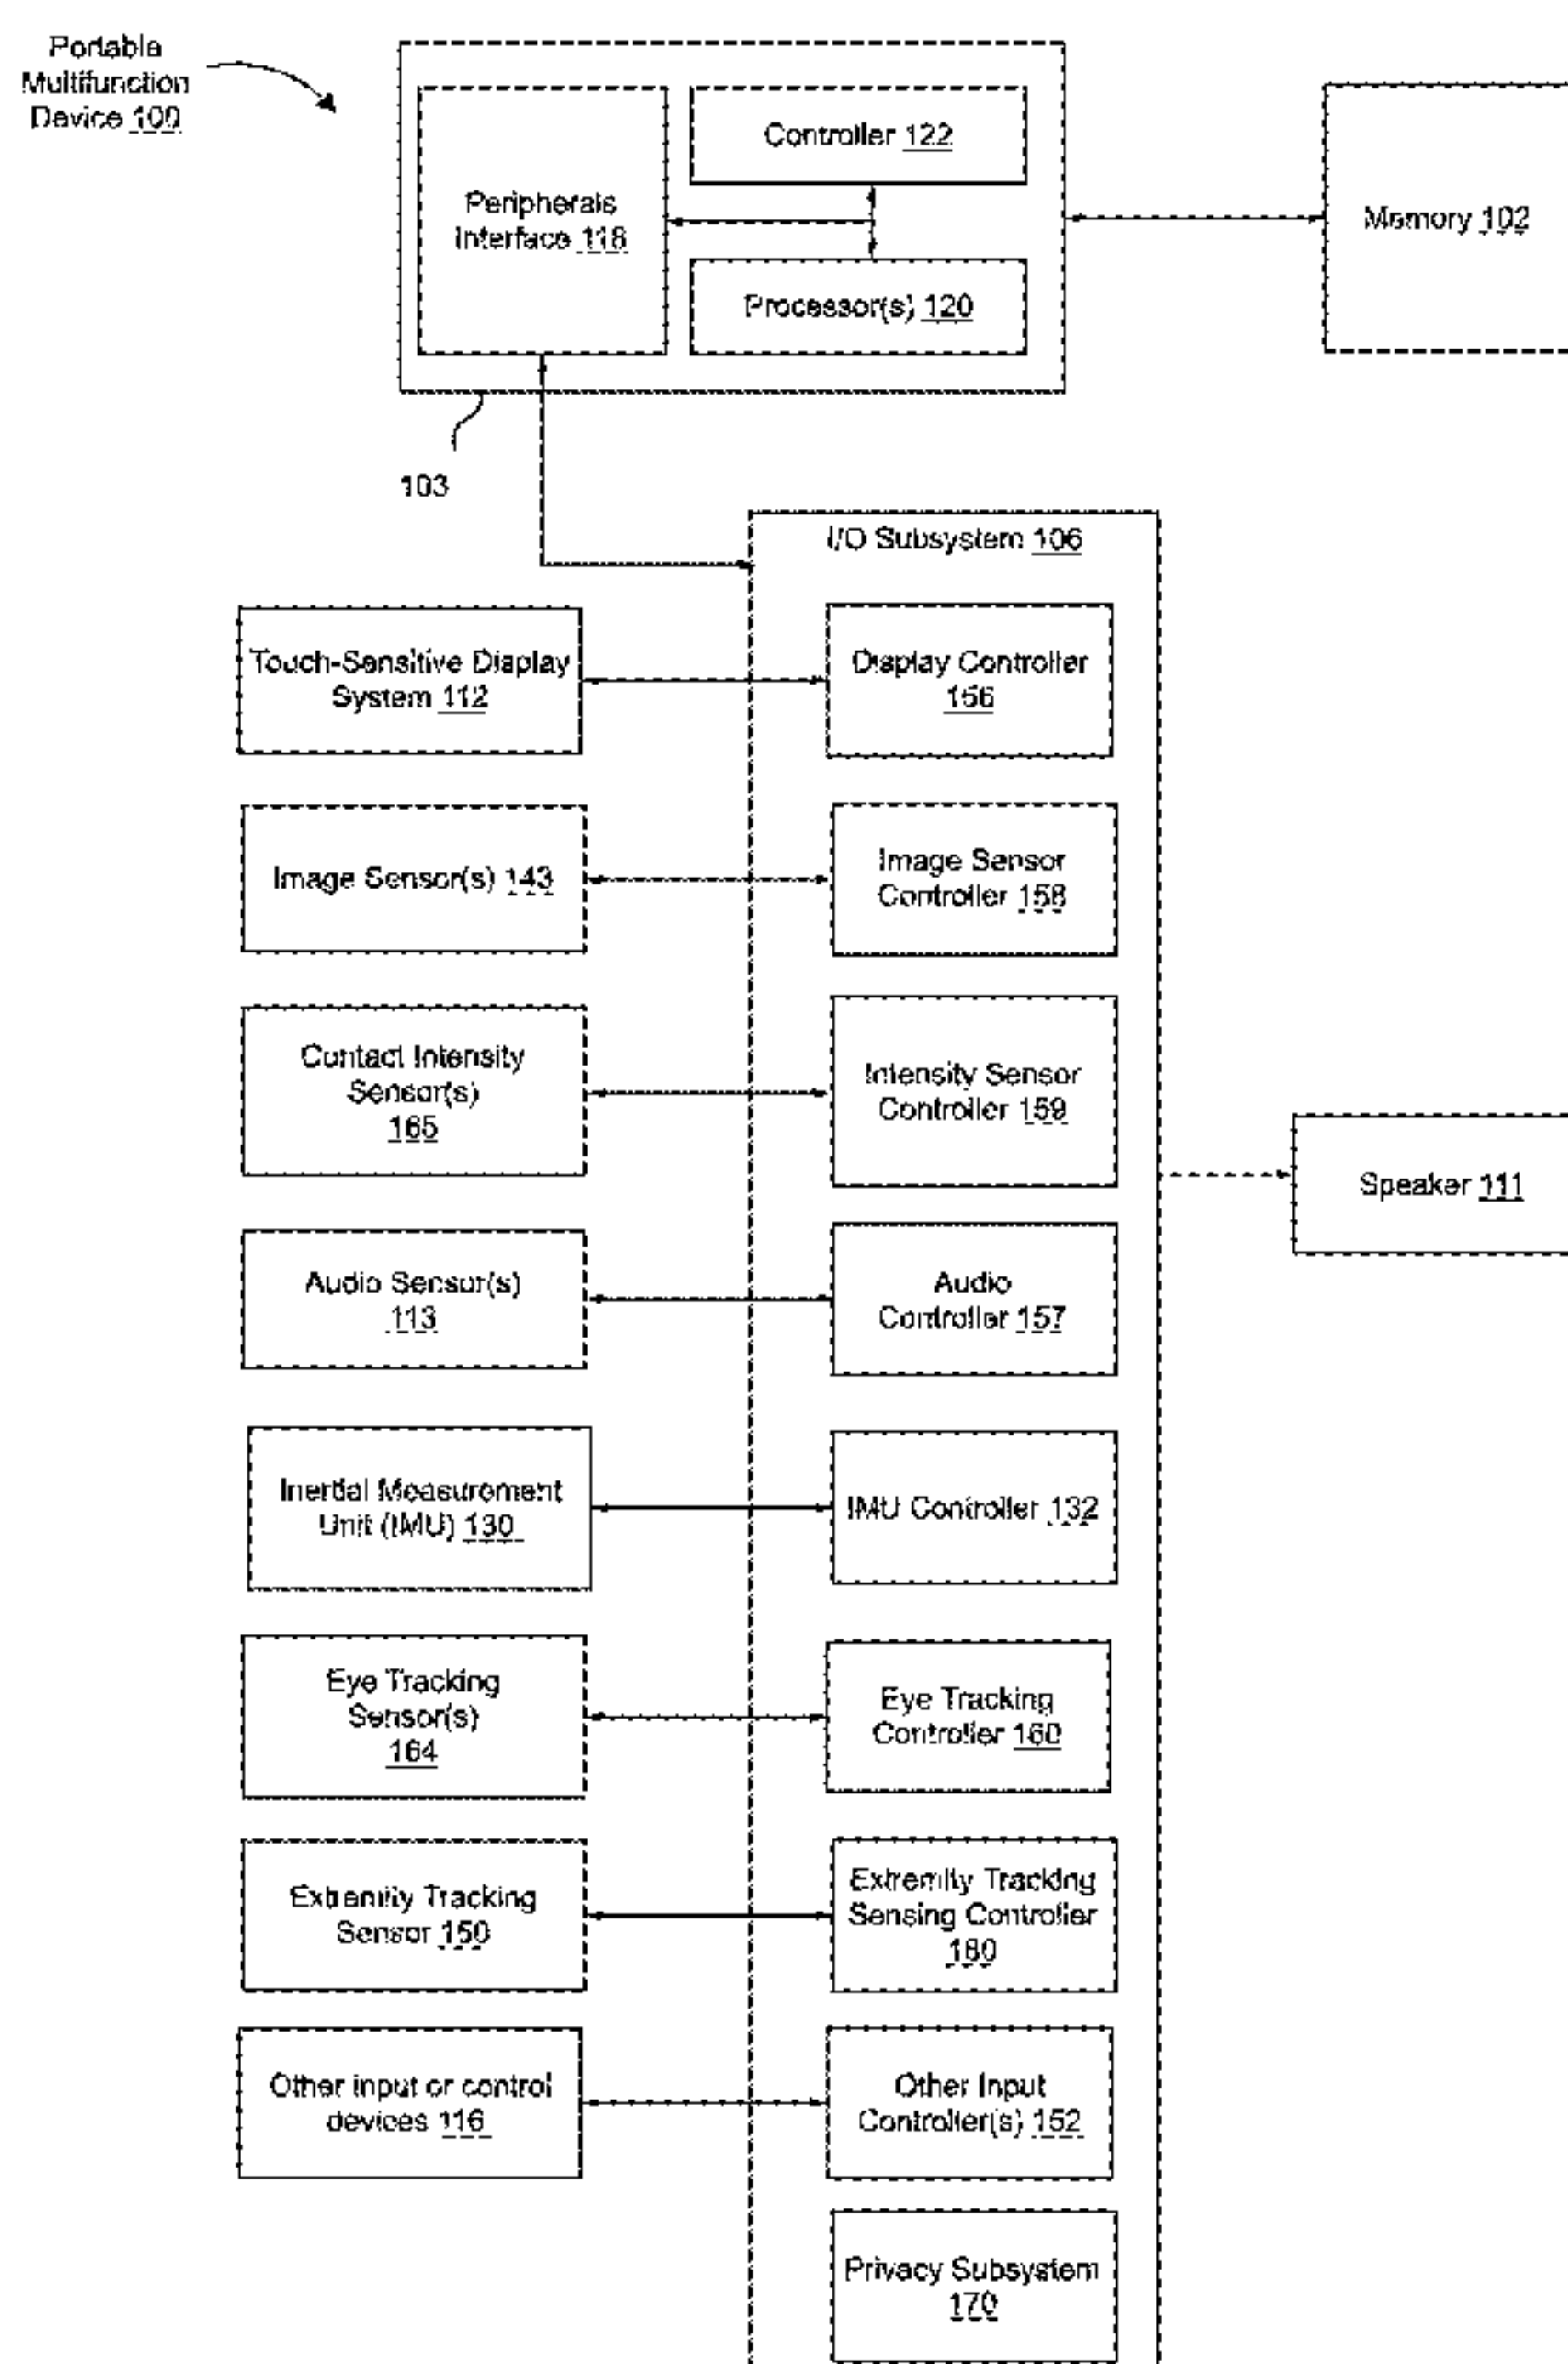 Portable
Multifunction
Device 100
Peripherals
Interface 118
Controller 122
Processor(s) 120
Memory 102
103
I/O Subsystem 106
Touch-Sensitive Display
System 112
Display Controller
156
Image Sensor(s) 143
Image Sensor
Controller 158
Contact Intensity
Sensor(s)
165
Intensity Sensor
Controller 159
Speaker 111
Audio Sensor(s)
113
Audio
Controller 157
Inertial Measurement
Unit (IMU) 130
IMU Controller 132
Eye Tracking
Sensor(s)
164
Eye Tracking
Controller 160
Extremity Tracking
Sensor 150
Extremity Tracking
Sensing Controller
180
Other input or control
devices 116
Other Input
Controller(s) 152
Privacy Subsystem
170